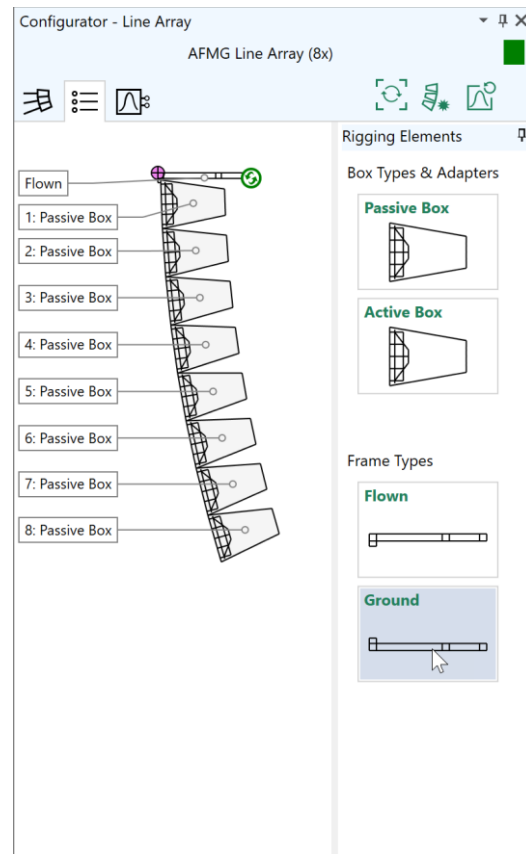 Configurator - Line Array
AFMG Line Array (8x)
Rigging Elements
Box Types & Adapters
Passive Box
Active Box
Frame Types
Flown
Ground
Flown
1: Passive Box
2: Passive Box
3: Passive Box
4: Passive Box
5: Passive Box
6: Passive Box
7: Passive Box
8: Passive Box